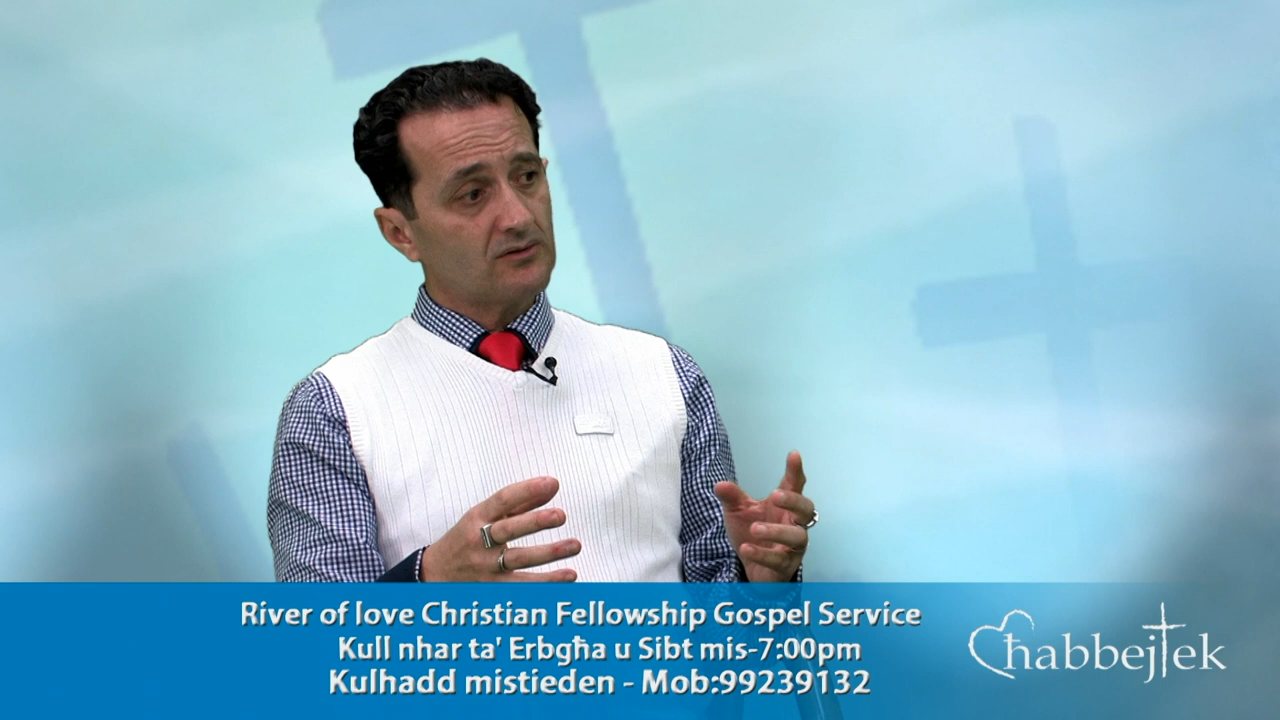 River of love Christian Fellowship Gospel Service
Kull nhar ta' Erbgħa u Sibt mis-7:00pm
Kulhadd mistieden - Mob:99239132
ħabbejtek